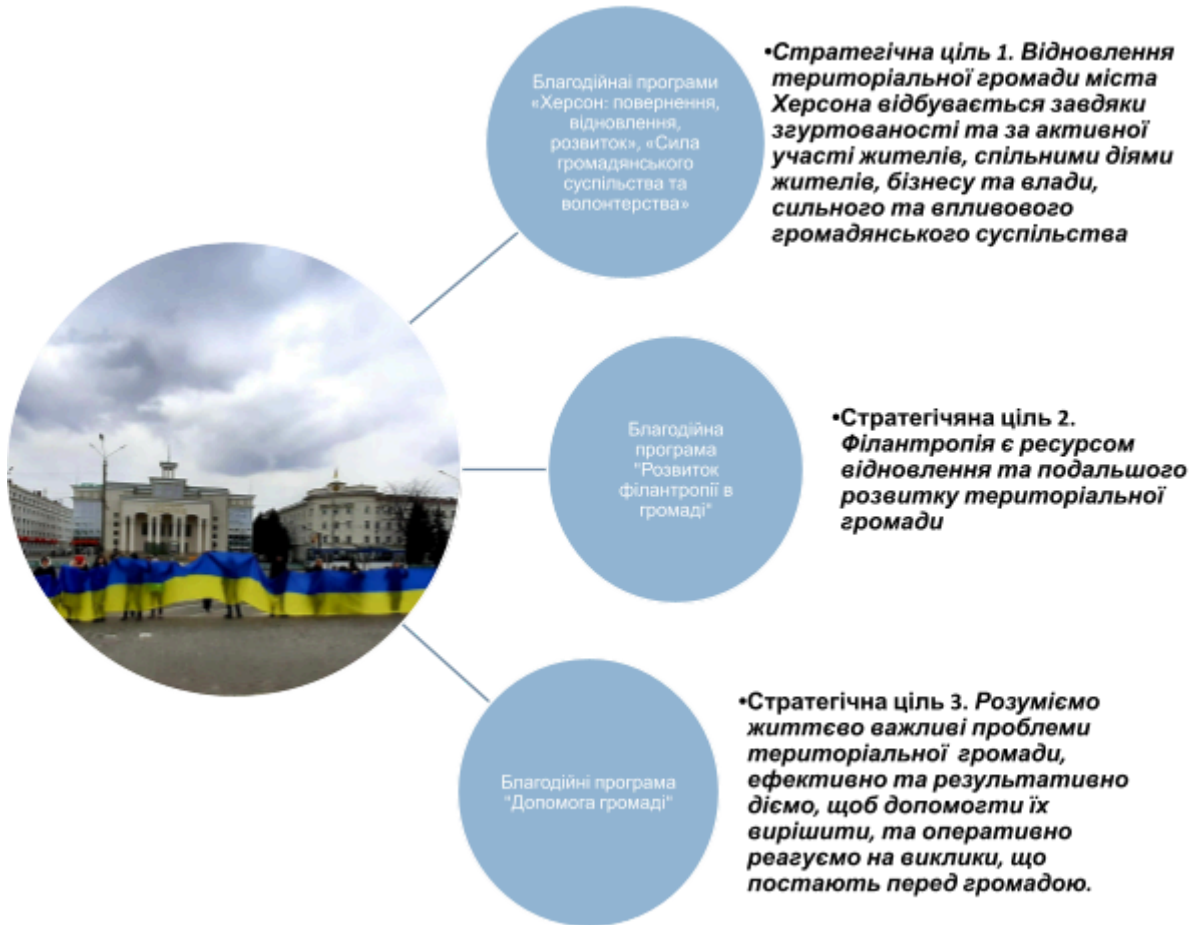 Благодійнаі програми
«Херсон: повернення,
відновлення,
розвиток», «Сила
громадянського
суспільства та
волонтерства»
•Стратегічна ціль 1. Відновлення
територіальної громади міста
Херсона відбувається завдяки
згуртованості та за активної
участі жителів, спільними діями
жителів, бізнесу та влади,
сильного та впливового
громадянського суспільства
Благодійна
програма
"Розвиток
філантропії в
громаді"
•Стратегічяна ціль 2.
Філантропія є ресурсом
відновлення та подальшого
розвитку територіальної
громади
Благодійні програма
"Допомога громаді"
•Стратегічна ціль 3. Розуміємо
життєво важливі проблеми
територіальної громади,
ефективно та результативно
діємо, щоб допомогти їх
вирішити, та оперативно
реагуємо на виклики, що
постають перед громадою.